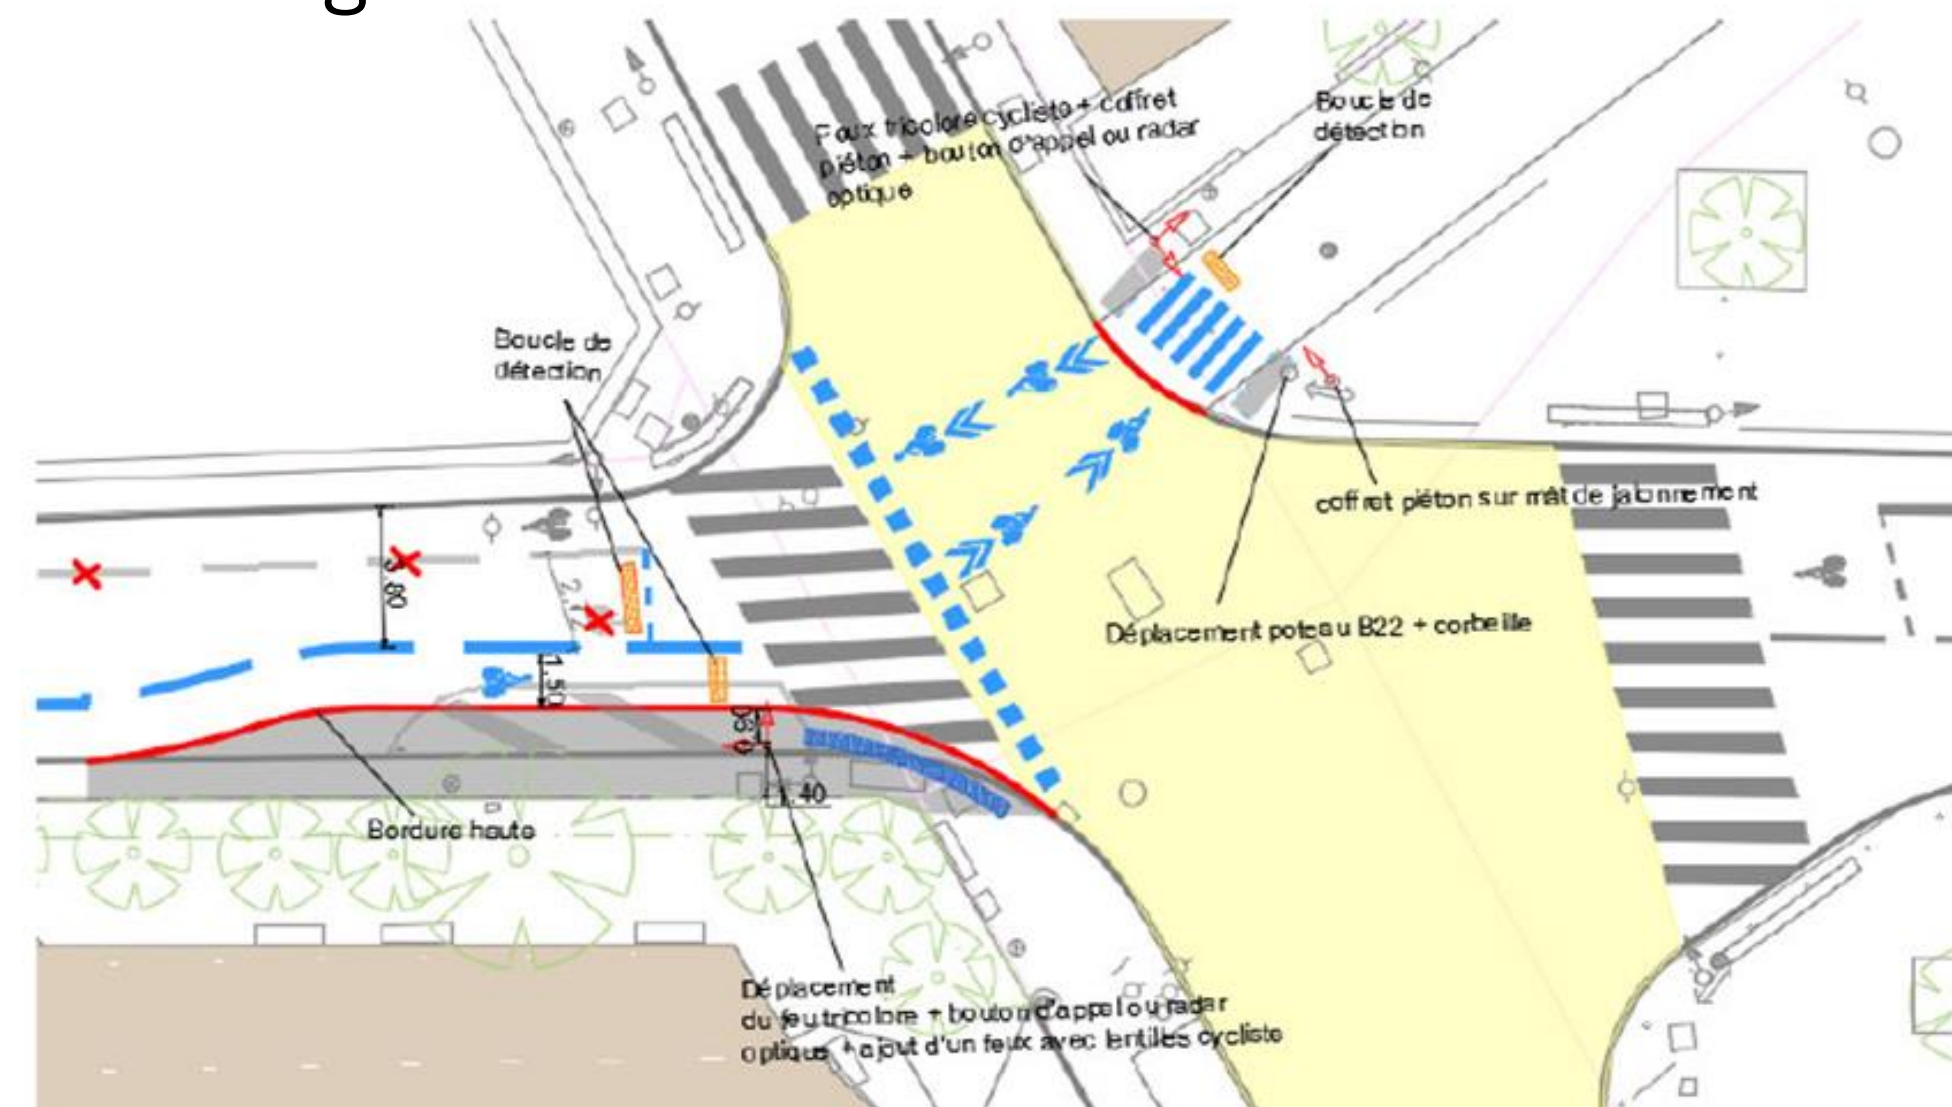 g
Feux tricolore cycliste + coffret
piéton + bouton d'appel ou radar
optique
Boucle de
détection
Boucle de
détection
coffret piéton sur mât de jalonnement
3.80
Déplacement poteau B22 + corbeille
1.50
0.80
1.40
Bordure haute
Déplacement
du feu tricolore + bouton d'appel ou radar
optique + ajout d'un feux avec lentilles cycliste